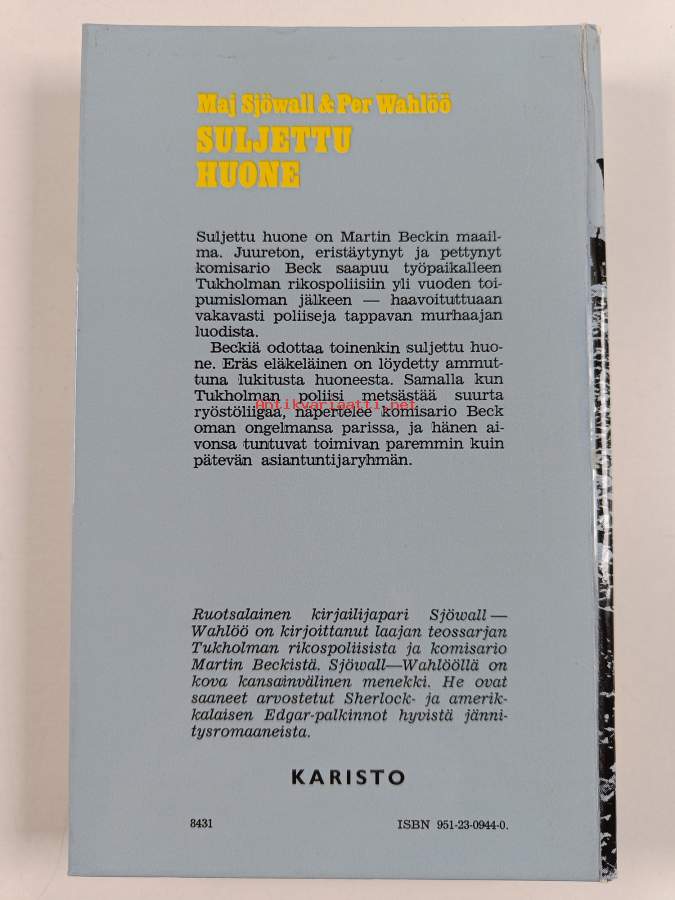 Maj Sjöwall & Per Wahlöö
SULJETTU
HUONE
Suljettu huone on Martin Beckin maail-
ma. Juureton, eristäytynyt ja pettynyt
komisario Beck saapuu työpaikalleen
Tukholman rikospoliisiin yli vuoden toi-
pumisloman jälkeen — haavoituttuaan
vakavasti poliiseja tappavan murhaajan
luodista.
Beckiä odottaa toinenkin suljettu huo-
ne. Eräs eläkeläinen on löydetty ammut-
tuna lukitusta huoneesta. Samalla kun
Tukholman poliisi metsästää suurta
Antikvariaatti.net
ryöstöliigaa, näpertelee komisario Beck
oman ongelmansa parissa, ja hänen ai-
vonsa tuntuvat toimivan paremmin kuin
pätevän asiantuntijaryhmän.
Ruotsalainen kirjailijapari Sjöwall —
Wahlöö on kirjoittanut laajan teossarjan
Tukholman rikospoliisista ja komisario
Martin Beckistä. Sjöwall—Wahlööllä on
kova kansainvälinen menekki. He ovat
saaneet arvostetut Sherlock- ja amerik-
kalaisen Edgar-palkinnot hyvistä jänni-
tysromaaneista.
KARISTO
8431 ISBN 951-23-0944-0.